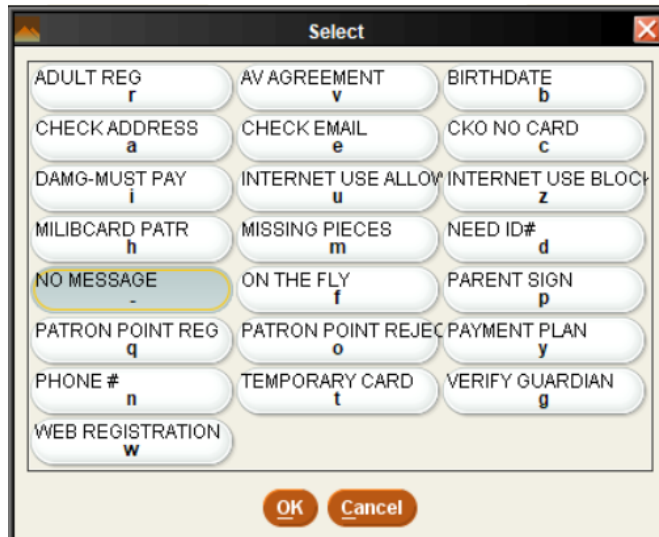 Select
ADULT REG
r
AV AGREEMENT
v
BIRTHDATE
b
CHECK ADDRESS
a
CHECK EMAIL
e
CKO NO CARD
c
DAMG-MUST PAY
i
INTERNET USE ALLOW
u
INTERNET USE BLOCK
z
MILIBCARD PATR
h
MISSING PIECES
m
NEED ID#
d
NO MESSAGE
-
ON THE FLY
f
PARENT SIGN
p
PATRON POINT REG
q
PATRON POINT REJEC
o
PAYMENT PLAN
y
PHONE #
n
TEMPORARY CARD
t
VERIFY GUARDIAN
g
WEB REGISTRATION
w
OK
Cancel